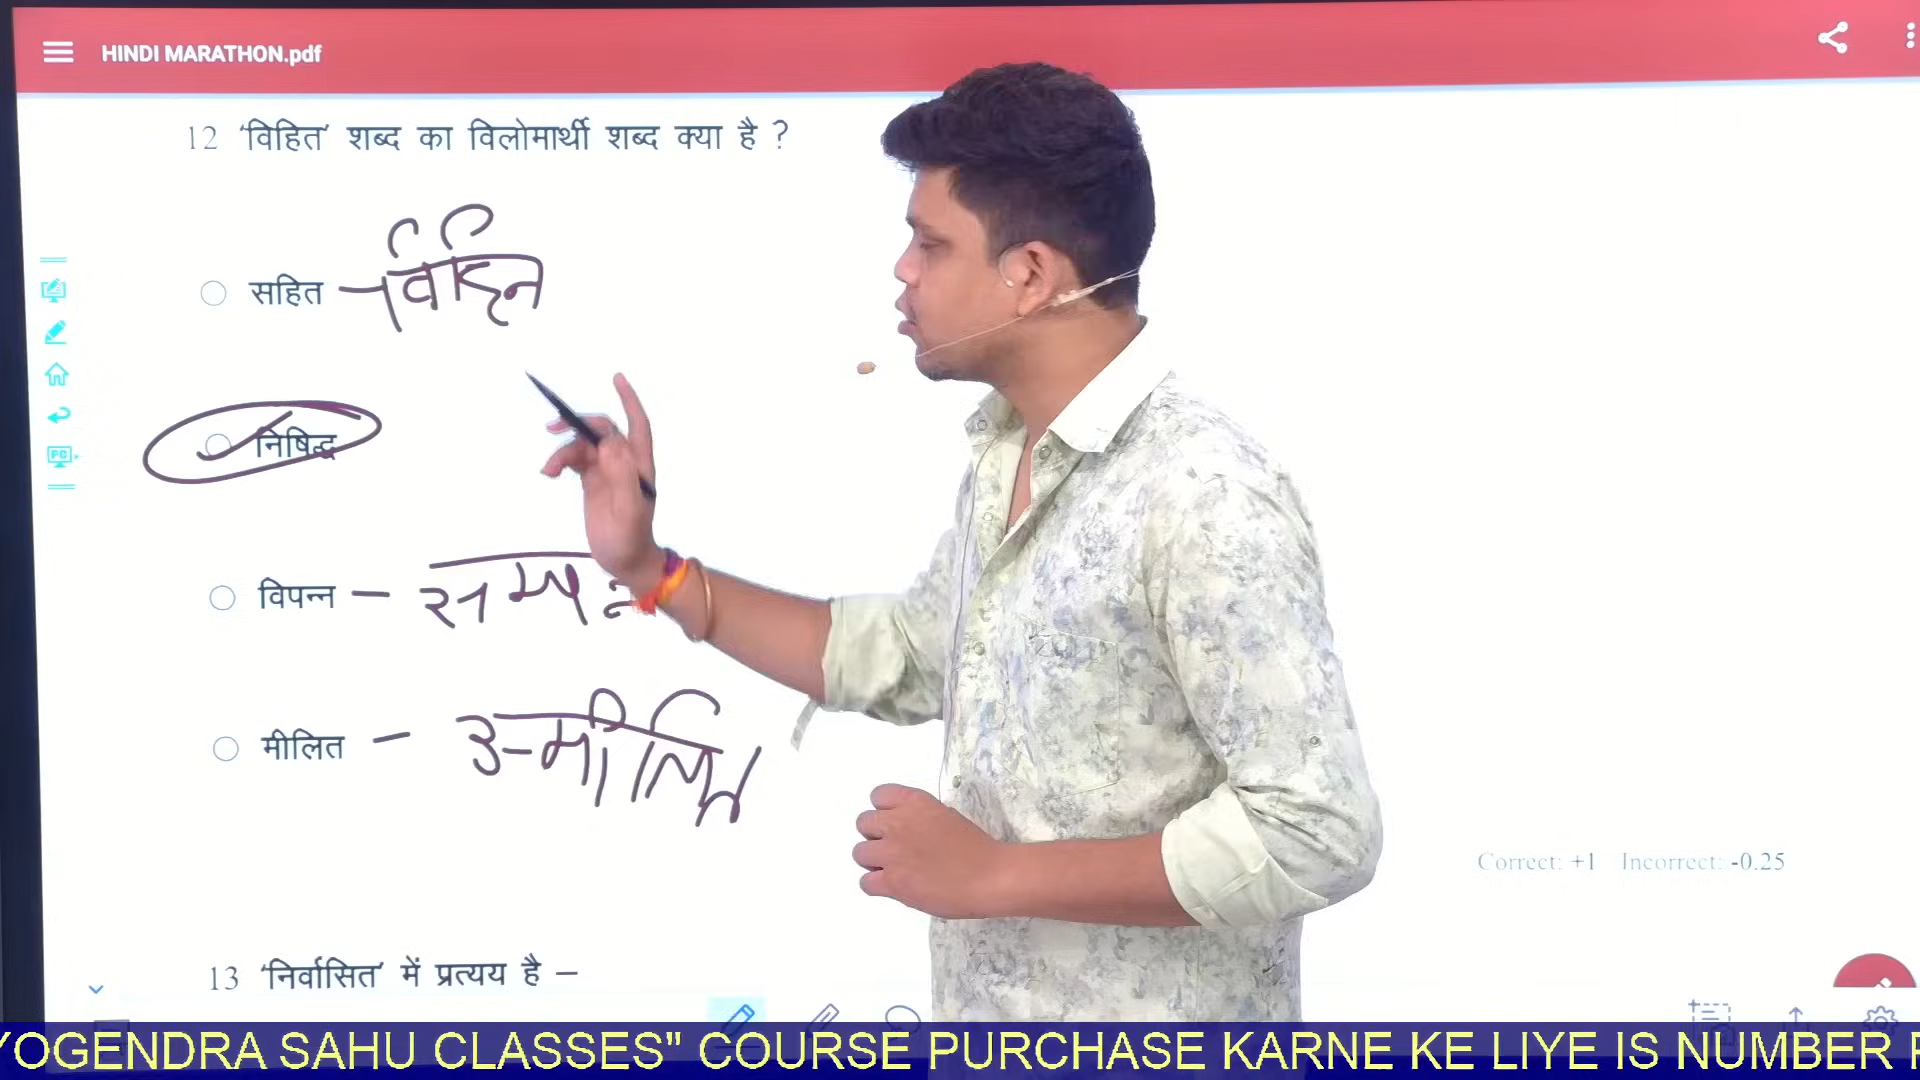 HINDI MARATHON.pdf
12 'विहित' शब्द का विलोमार्थी शब्द क्या है ?
सहित – विहिन
निषिद्ध
विपन्न – सम्प
मीलित – उन्मीलित
Correct: +1 Incorrect: -0.25
13 'निर्वासित' में प्रत्यय है –
YOGENDRA SAHU CLASSES" COURSE PURCHASE KARNE KE LIYE IS NUMBER